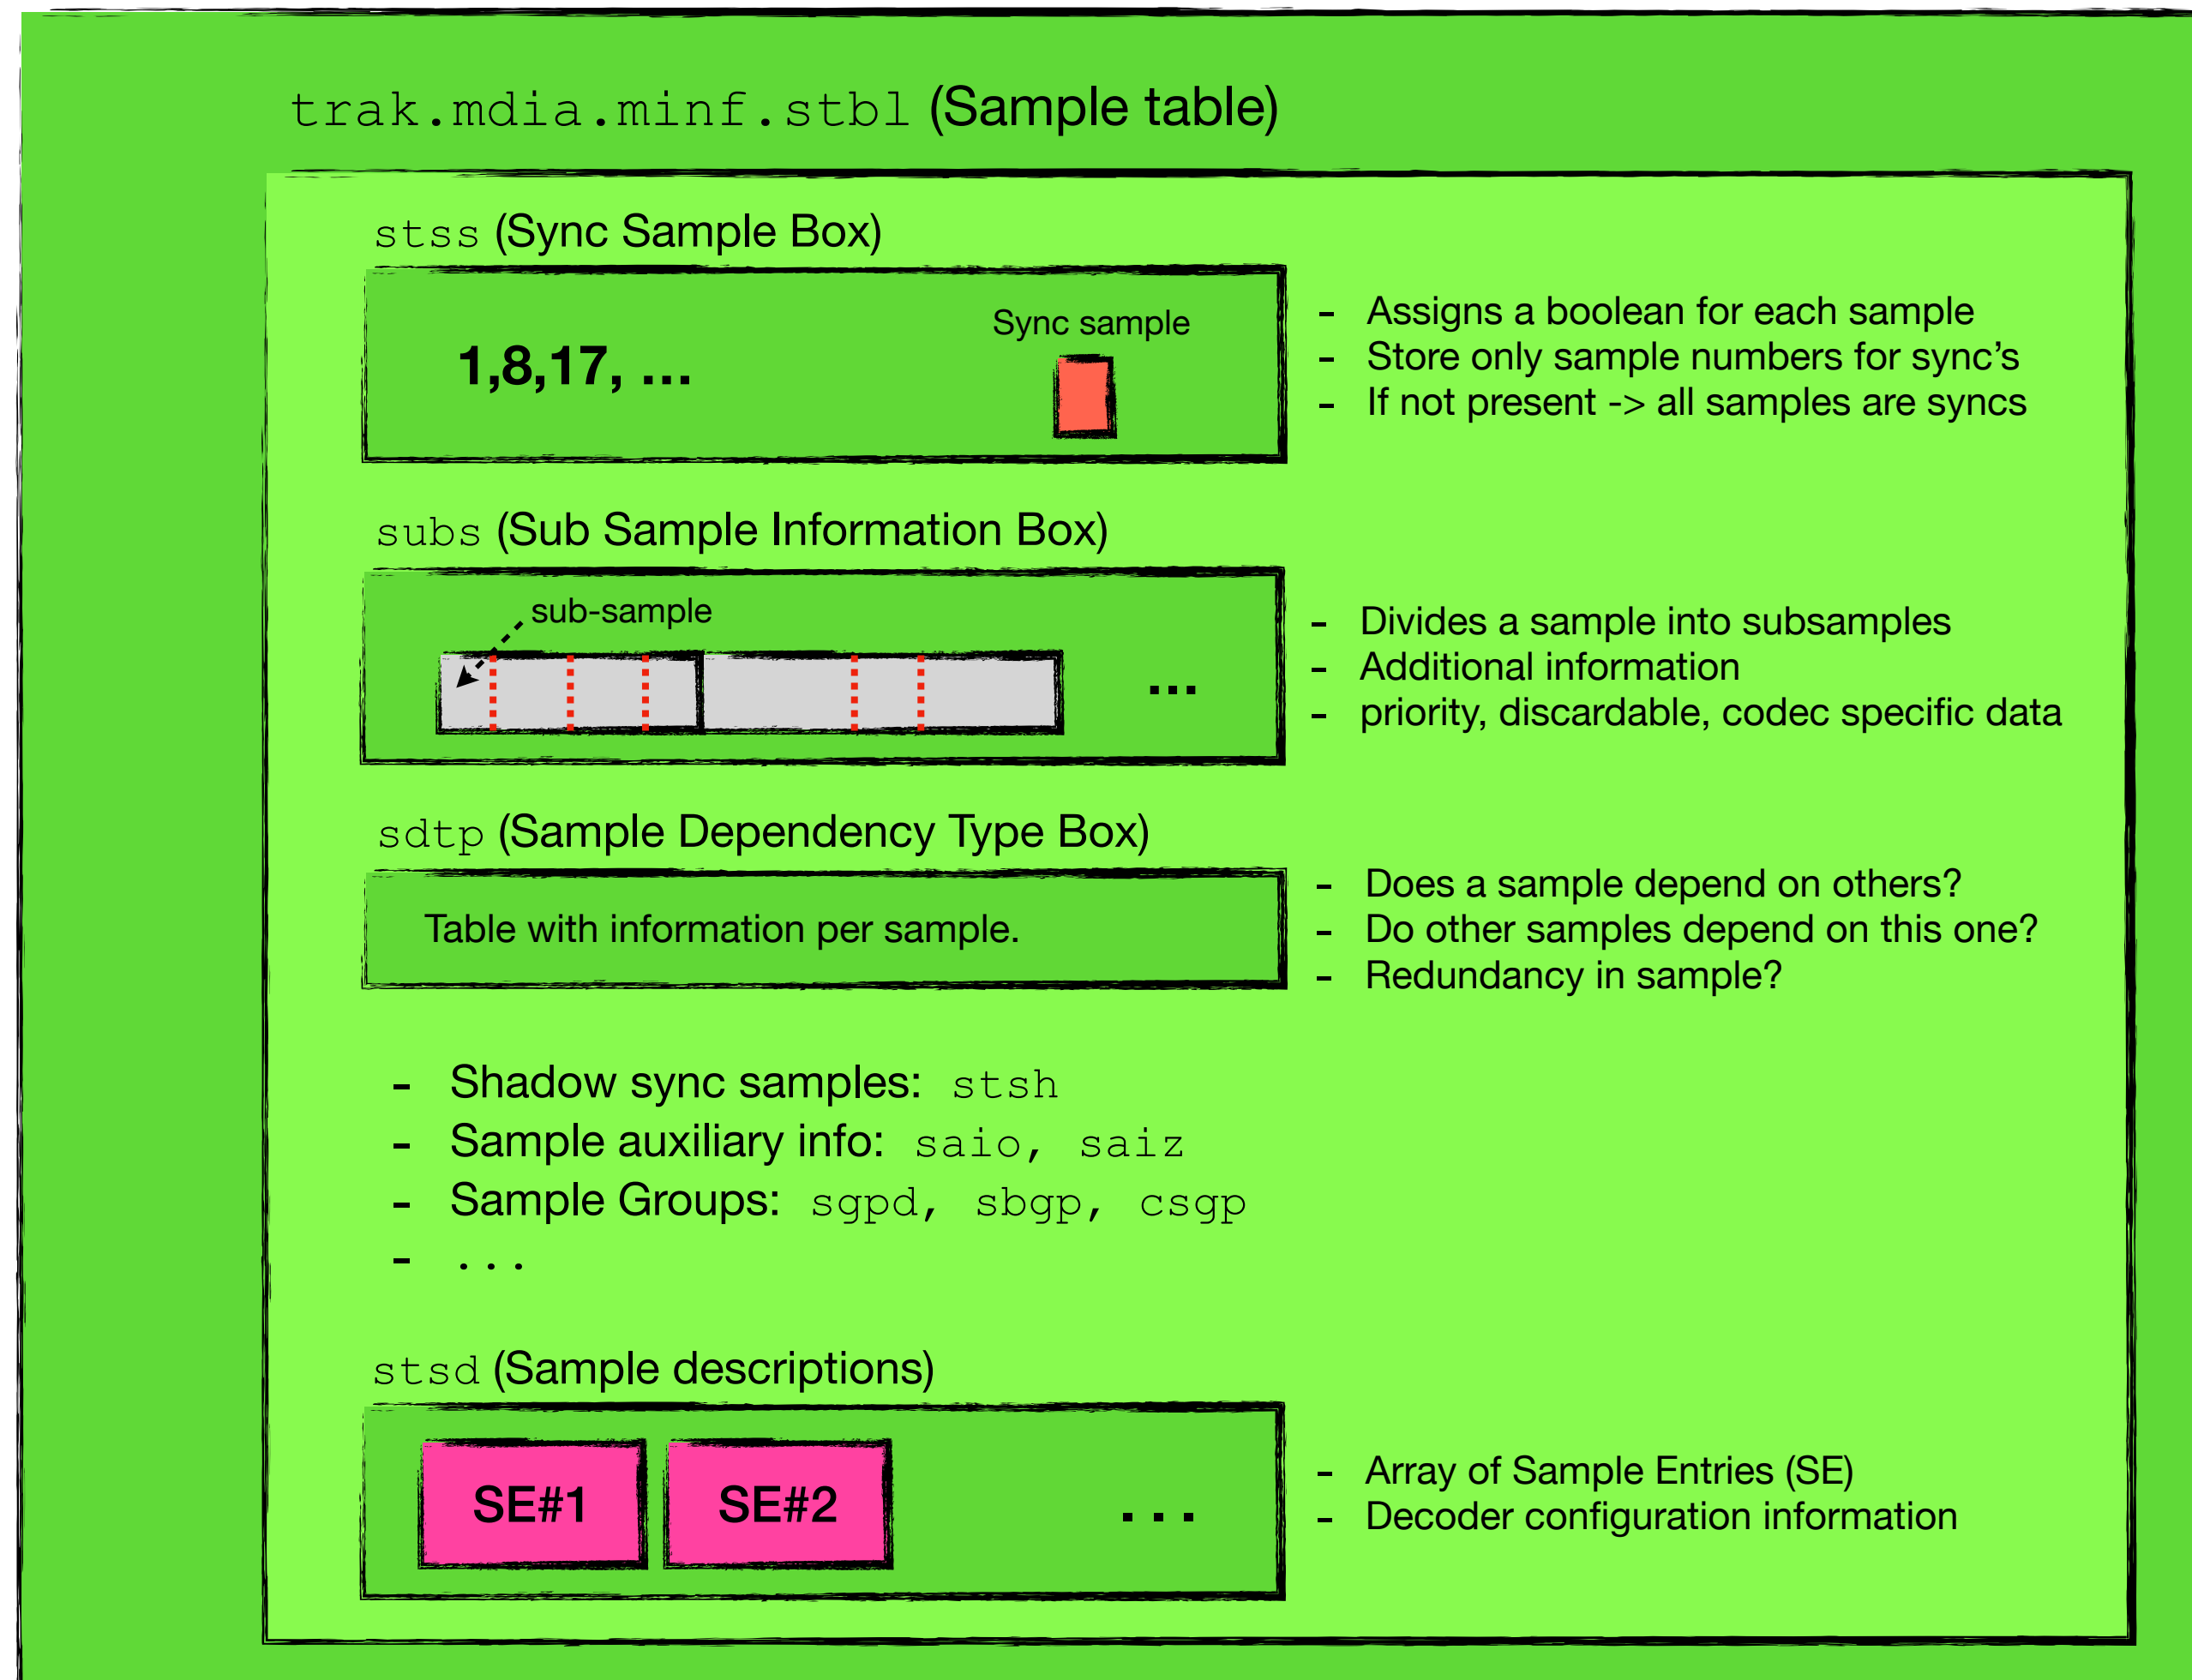 trak.mdia.minf.stbl (Sample table)
stss (Sync Sample Box)
1,8,17, ...
Sync sample
- Assigns a boolean for each sample
- Store only sample numbers for sync's
- If not present -> all samples are syncs
subs (Sub Sample Information Box)
sub-sample
...
- Divides a sample into subsamples
- Additional information
- priority, discardable, codec specific data
sdtp (Sample Dependency Type Box)
Table with information per sample.
- Does a sample depend on others?
- Do other samples depend on this one?
- Redundancy in sample?
- Shadow sync samples: stsh
- Sample auxiliary info: saio, saiz
- Sample Groups: sgpd, sbgp, csgp
- ...
stsd (Sample descriptions)
SE#1 SE#2 ...
- Array of Sample Entries (SE)
- Decoder configuration information